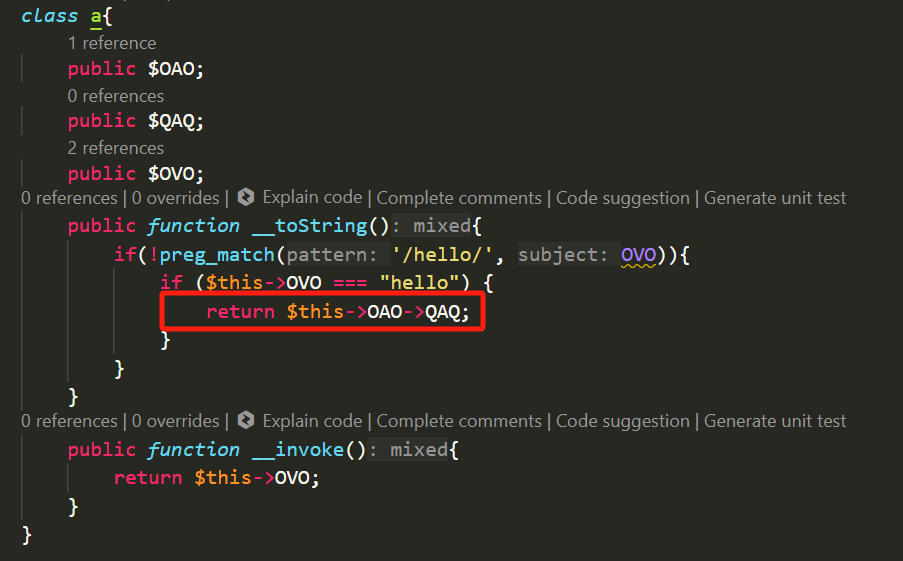 class a{
1 reference
public $OAO;
0 references
public $QAQ;
2 references
public $OVO;
0 references | 0 overrides | Explain code | Complete comments | Code suggestion | Generate unit test
public function __toString(): mixed{
if(!preg_match(pattern: '/hello/', subject: OVO)){
if ($this->OVO === "hello") {
return $this->OAO->QAQ;
}
}
}
0 references | 0 overrides | Explain code | Complete comments | Code suggestion | Generate unit test
public function __invoke(): mixed{
return $this->OVO;
}
}